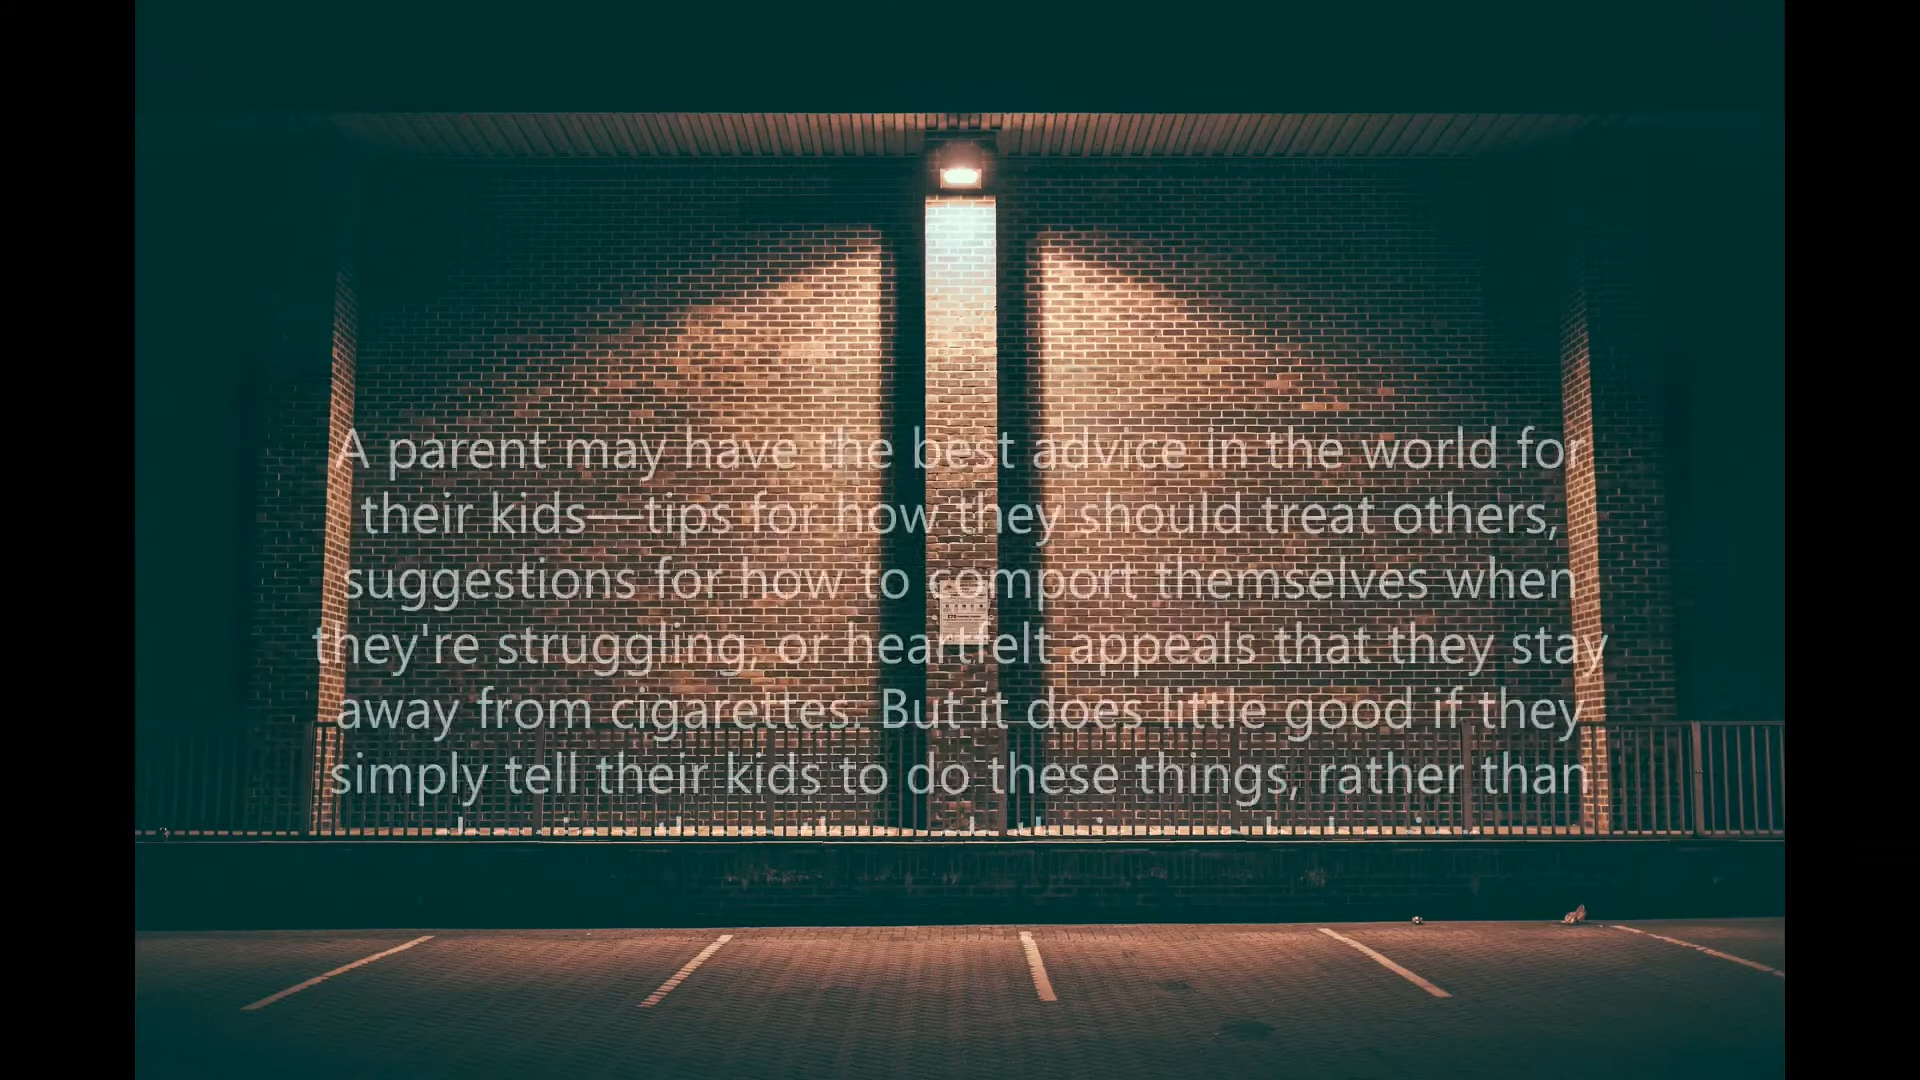 A parent may have the best advice in the world for
their kids—tips for how they should treat others,
suggestions for how to comport themselves when
they're struggling, or heartfelt appeals that they stay
away from cigarettes. But it does little good if they
simply tell their kids to do these things, rather than